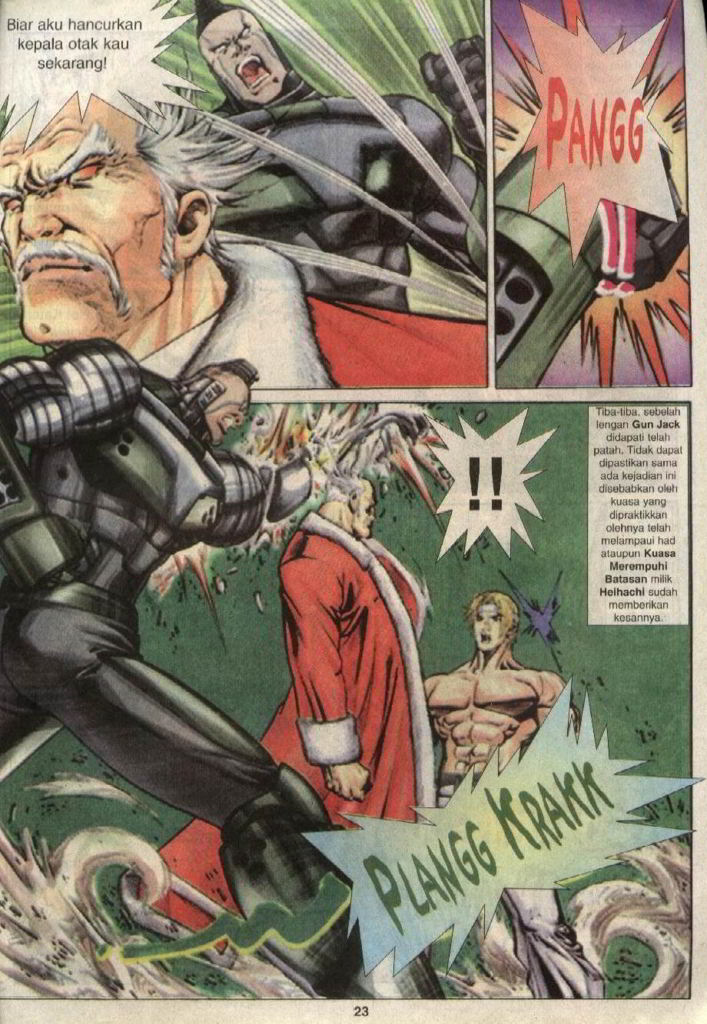 Biar aku hancurkan
kepala otak kau
sekarang!
PANGG
Tiba-tiba, sebelah
lengan Gun Jack
didapati telah
patah. Tidak dapat
dipastikan sama
ada kejadian ini
disebabkan oleh
kuasa yang
dipraktikkan
olehnya telah
melampaui had
ataupun Kuasa
Merempuhi
Batasan milik
Heihachi sudah
memberikan
kesannya.
!!
PLANGG KRAKK
23